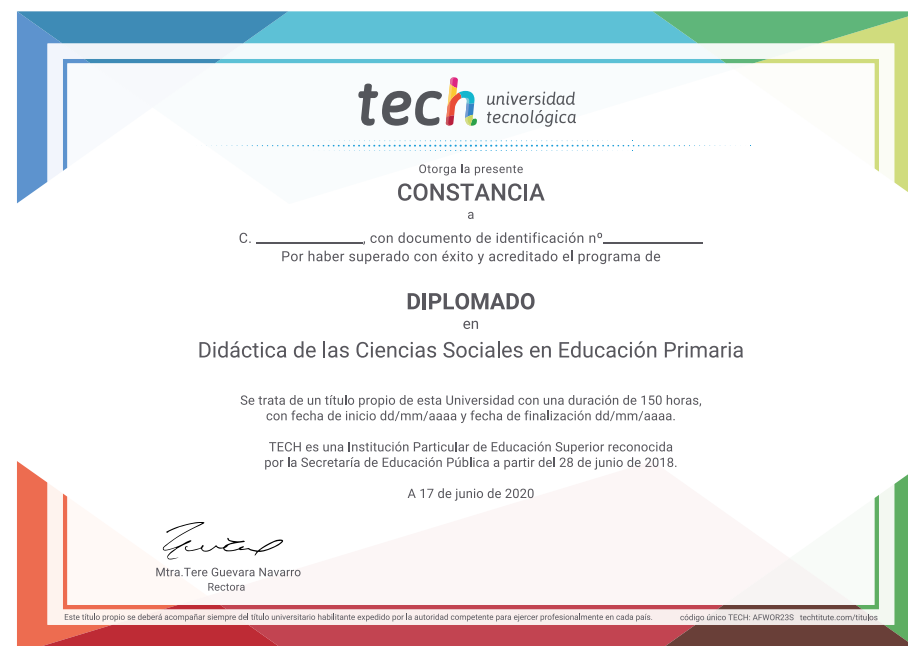 tech universidad
tecnológica
Otorga la presente
CONSTANCIA
a
C. ______________, con documento de identificación nº_____________
Por haber superado con éxito y acreditado el programa de
DIPLOMADO
en
Didáctica de las Ciencias Sociales en Educación Primaria
Se trata de un título propio de esta Universidad con una duración de 150 horas,
con fecha de inicio dd/mm/aaaa y fecha de finalización dd/mm/aaaa.
TECH es una Institución Particular de Educación Superior reconocida
por la Secretaría de Educación Pública a partir del 28 de junio de 2018.
A 17 de junio de 2020
Mtra.Tere Guevara Navarro
Rectora
Este título propio se deberá acompañar siempre del título universitario habilitante expedido por la autoridad competente para ejercer profesionalmente en cada país. código único TECH: AFWOR23S techtitute.com/titulos